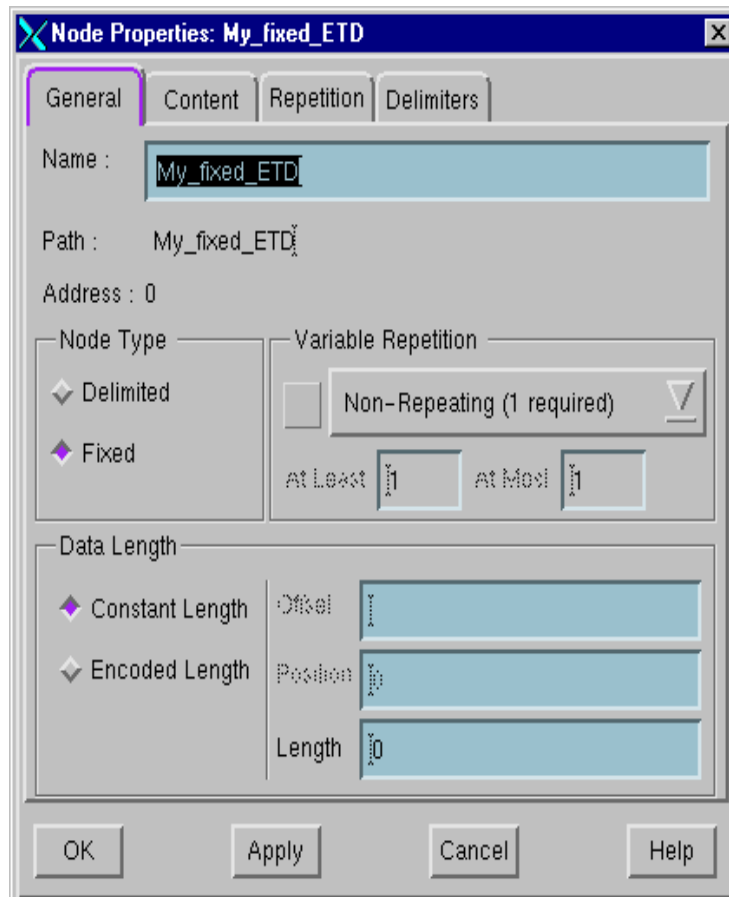 Node Properties: My_fixed_ETD
General Content Repetition Delimiters
Name : My_fixed_ETD
Path : My_fixed_ETD
Address : 0
Node Type
Delimited
Fixed
Variable Repetition
Non-Repeating (1 required)
At Least 1 At Most 1
Data Length
Constant Length
Encoded Length
Offset
Position 0
Length 0
OK Apply Cancel Help